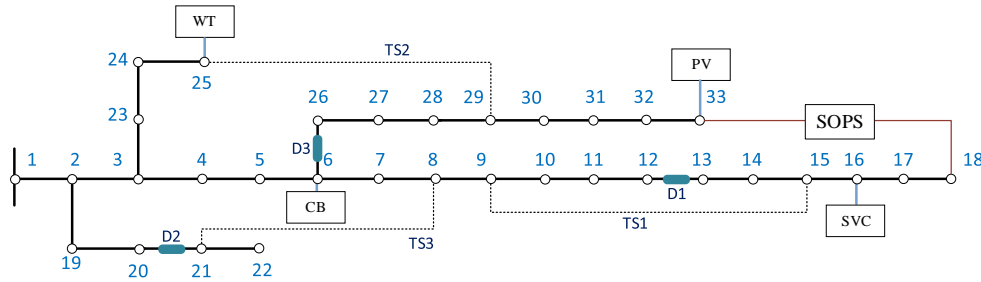 WT
24
TS2
25
PV
26 27 28 29 30 31 32 33
23
SOPS
D3
1 2 3 4 5 6 7 8 9 10 11 12 13 14 15 16 17 18
CB
D1
SVC
TS1
D2
TS3
19 20 21 22